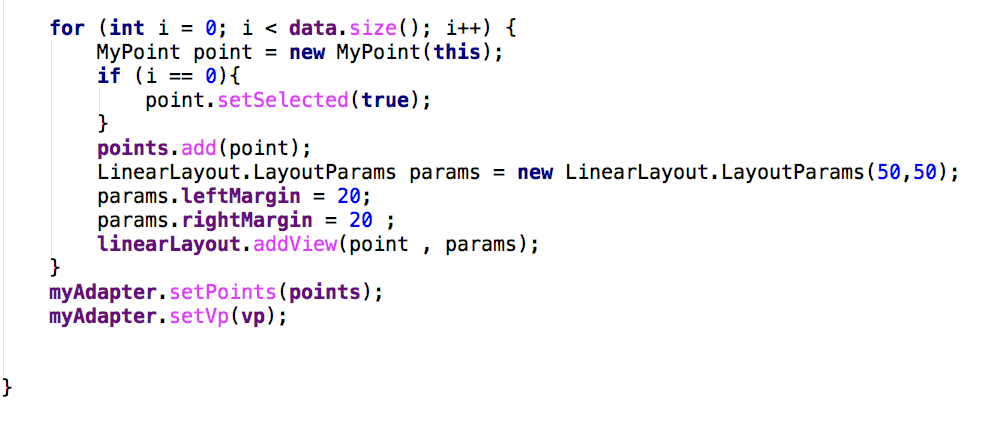 for (int i = 0; i < data.size(); i++) {
MyPoint point = new MyPoint(this);
if (i == 0){
point.setSelected(true);
}
points.add(point);
LinearLayout.LayoutParams params = new LinearLayout.LayoutParams(50,50);
params.leftMargin = 20;
params.rightMargin = 20 ;
linearLayout.addView(point , params);
}
myAdapter.setPoints(points);
myAdapter.setVp(vp);
}